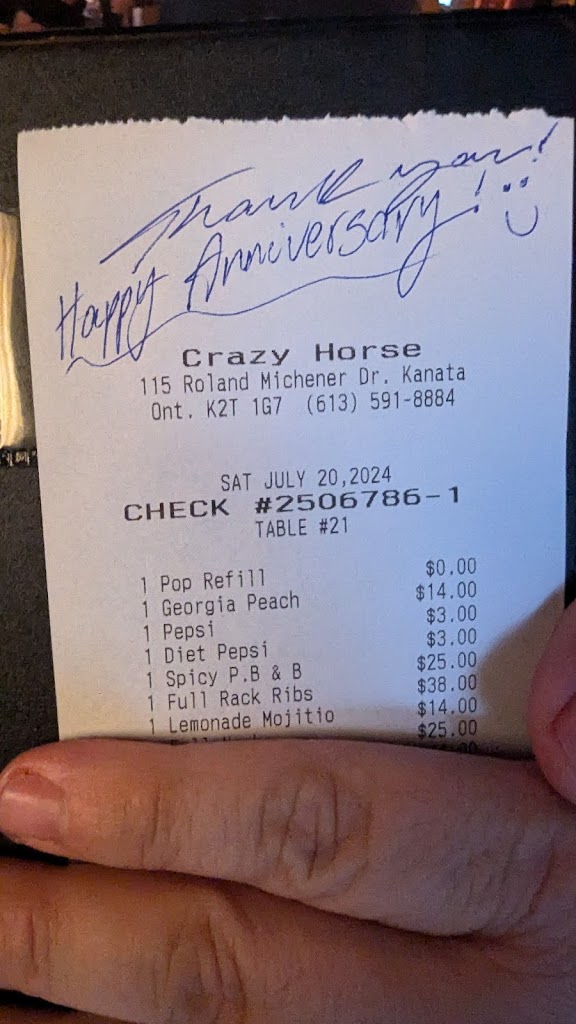 Thank you!
Happy Anniversary!
Crazy Horse
115 Roland Michener Dr. Kanata
Ont. K2T 1G7 (613) 591-8884
SAT JULY 20,2024
CHECK #2506786-1
TABLE #21
1 Pop Refill $0.00
1 Georgia Peach $14.00
1 Pepsi $3.00
1 Diet Pepsi $3.00
1 Spicy P.B & B $25.00
1 Full Rack Ribs $38.00
1 Lemonade Mojitio $14.00
$25.00